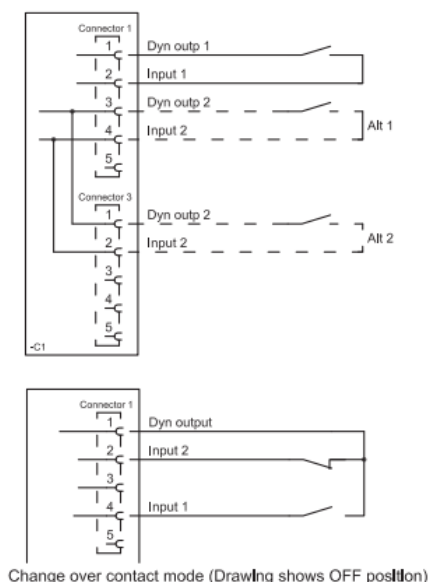 Connector 1
1 Dyn outp 1
2 Input 1
3 Dyn outp 2
4 Input 2
Alt 1
5
Connector 3
1 Dyn outp 2
2 Input 2
Alt 2
3
4
5
-C1
Connector 1
1 Dyn output
2 Input 2
3
4 Input 1
5
Change over contact mode (Drawing shows OFF position)